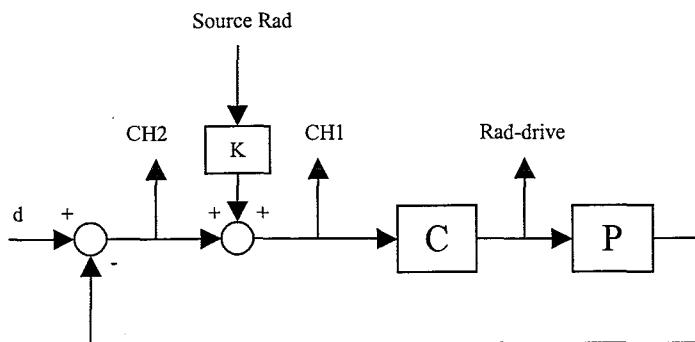 Source Rad
CH2
K
CH1
Rad-drive
d
+
+
+
C
P
-